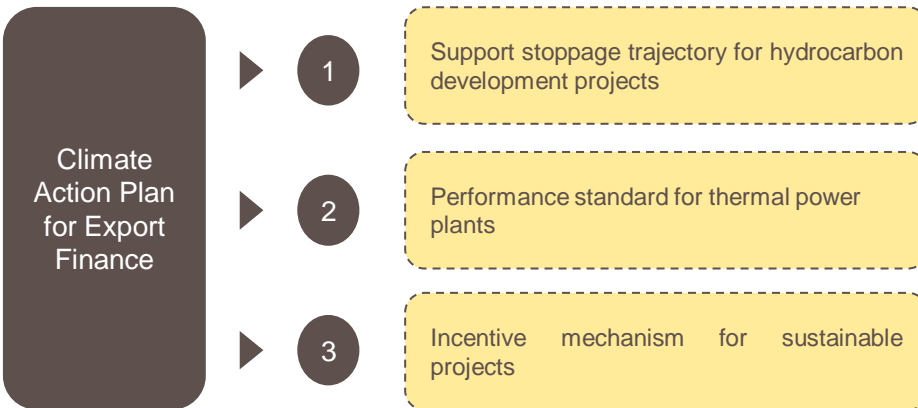 Climate
Action Plan
for Export
Finance
1
Support stoppage trajectory for hydrocarbon
development projects
2
Performance standard for thermal power
plants
3
Incentive mechanism for sustainable
projects